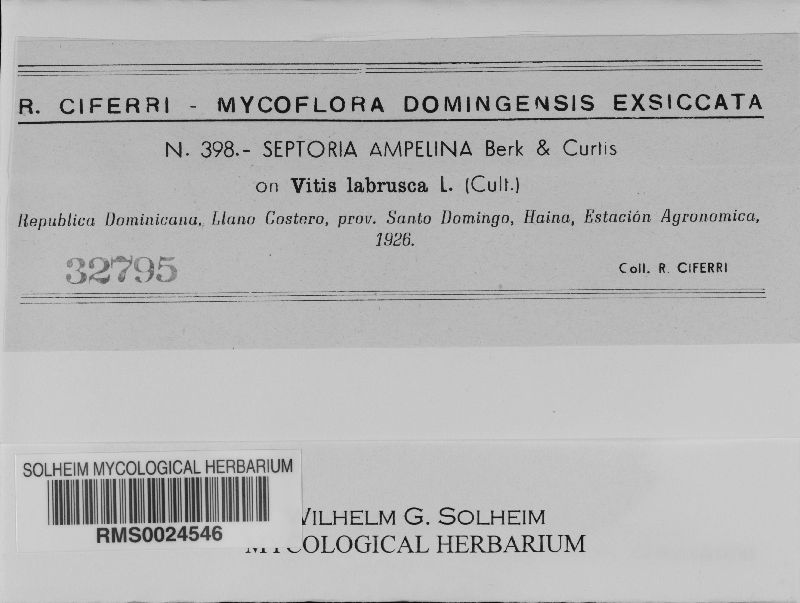 R. CIFERRI - MYCOFLORA DOMINGENSIS EXSICCATA
N. 398.- SEPTORIA AMPELINA Berk & Curtis
on Vitis labrusca L. (Cult.)
Republica Dominicana, Llano Costero, prov. Santo Domingo, Haina, Estación Agronomica,
1926.
32795
Coll. R. CIFERRI
SOLHEIM MYCOLOGICAL HERBARIUM
RMS0024546
WILHELM G. SOLHEIM
MYCOLOGICAL HERBARIUM